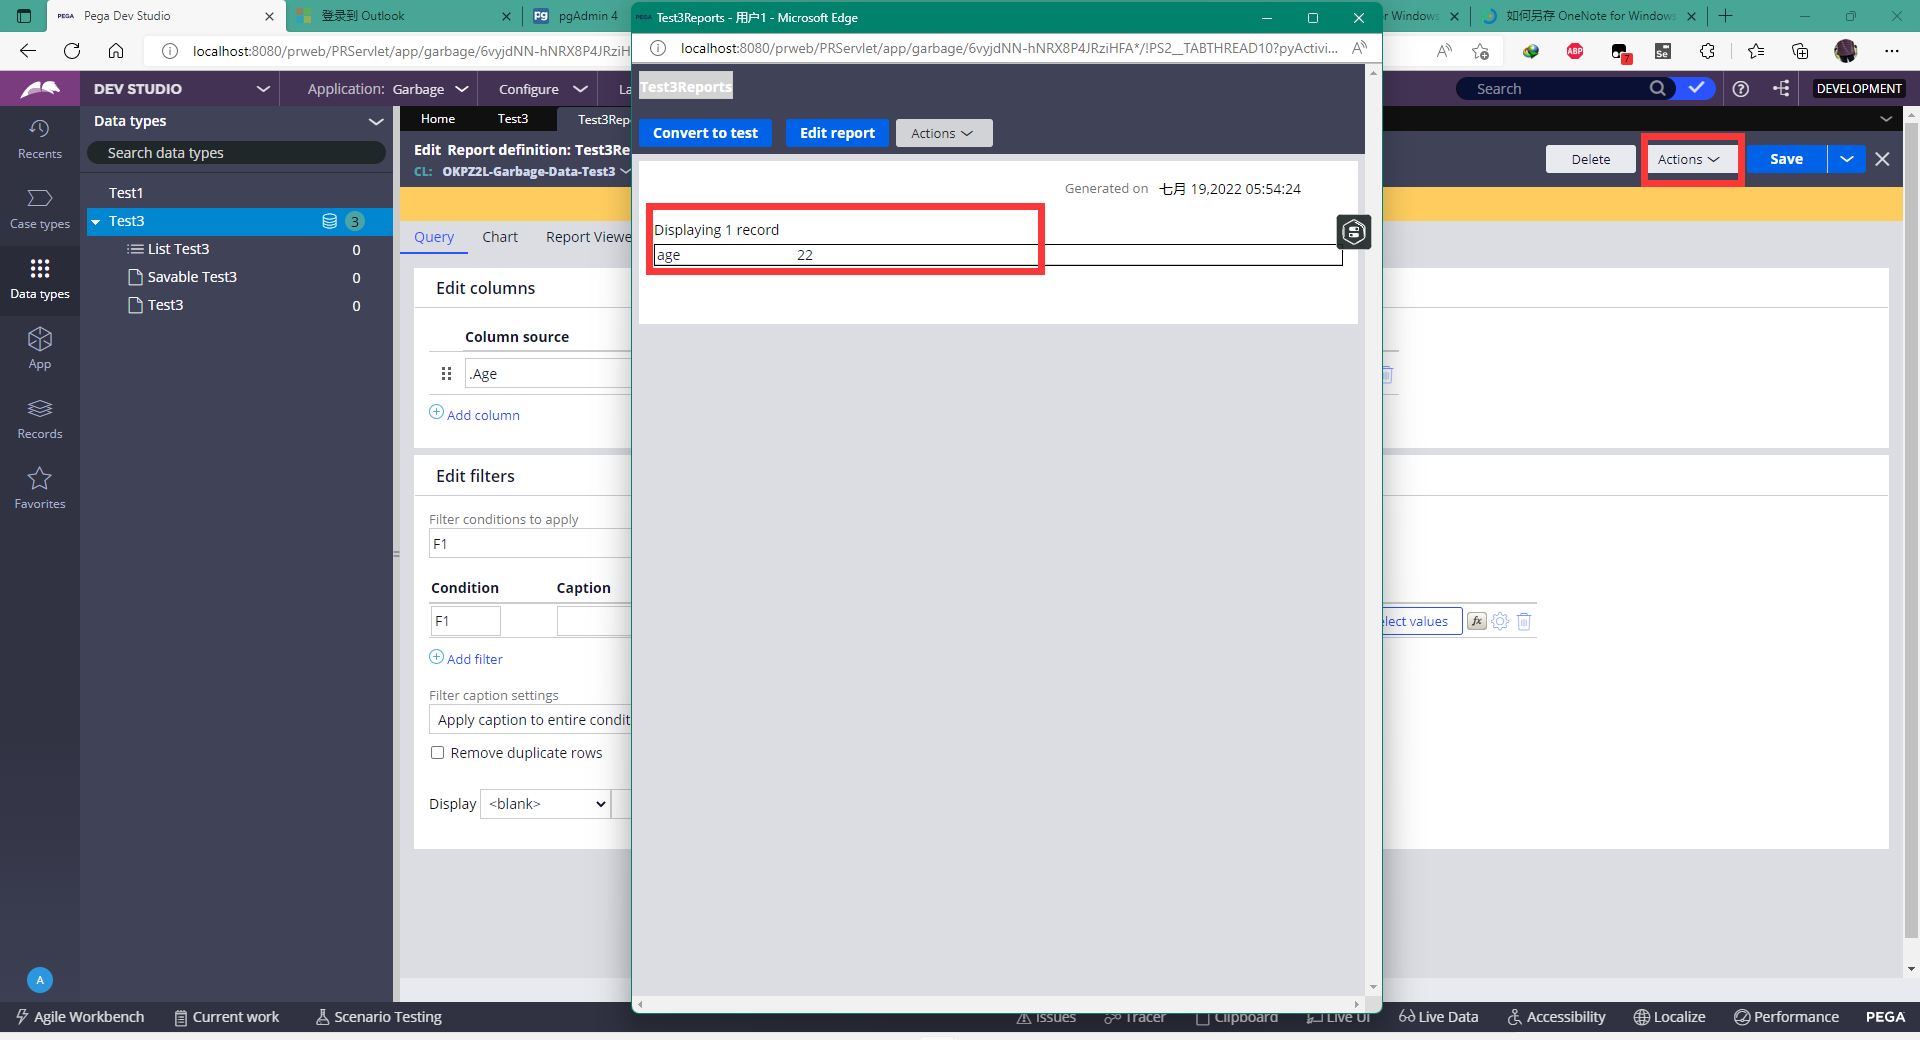 PEGA Pega Dev Studio
登录到 Outlook
pgAdmin 4
Test3Reports - 用户1 - Microsoft Edge
r Windows
如何另存 OneNote for Windows
localhost:8080/prweb/PRServlet/app/garbage/6vyjdNN-hNRX8P4JRziH
localhost:8080/prweb/PRServlet/app/garbage/6vyjdNN-hNRX8P4JRziHFA*/!PS2__TABTHREAD10?pyActivi...
ABP
7
Se
DEV STUDIO
Application: Garbage
Configure
La
Search
DEVELOPMENT
Recents
Case types
Data types
App
Records
Favorites
A
Data types
Search data types
Test1
Test3 3
List Test3 0
Savable Test3 0
Test3 0
Home
Test3
Test3Rep
Edit Report definition: Test3Re
CL: OKPZ2L-Garbage-Data-Test3
Delete
Actions
Save
Query
Chart
Report Viewe
Edit columns
Column source
.Age
Add column
Edit filters
Filter conditions to apply
F1
Condition
Caption
F1
elect values
fx
Add filter
Filter caption settings
Apply caption to entire condit
Remove duplicate rows
Display
<blank>
Test3Reports
Convert to test
Edit report
Actions
Generated on 七月 19,2022 05:54:24
Displaying 1 record
age 22
Agile Workbench
Current work
Scenario Testing
Issues
Tracer
Clipboard
Live UI
Live Data
Accessibility
Localize
Performance
PEGA